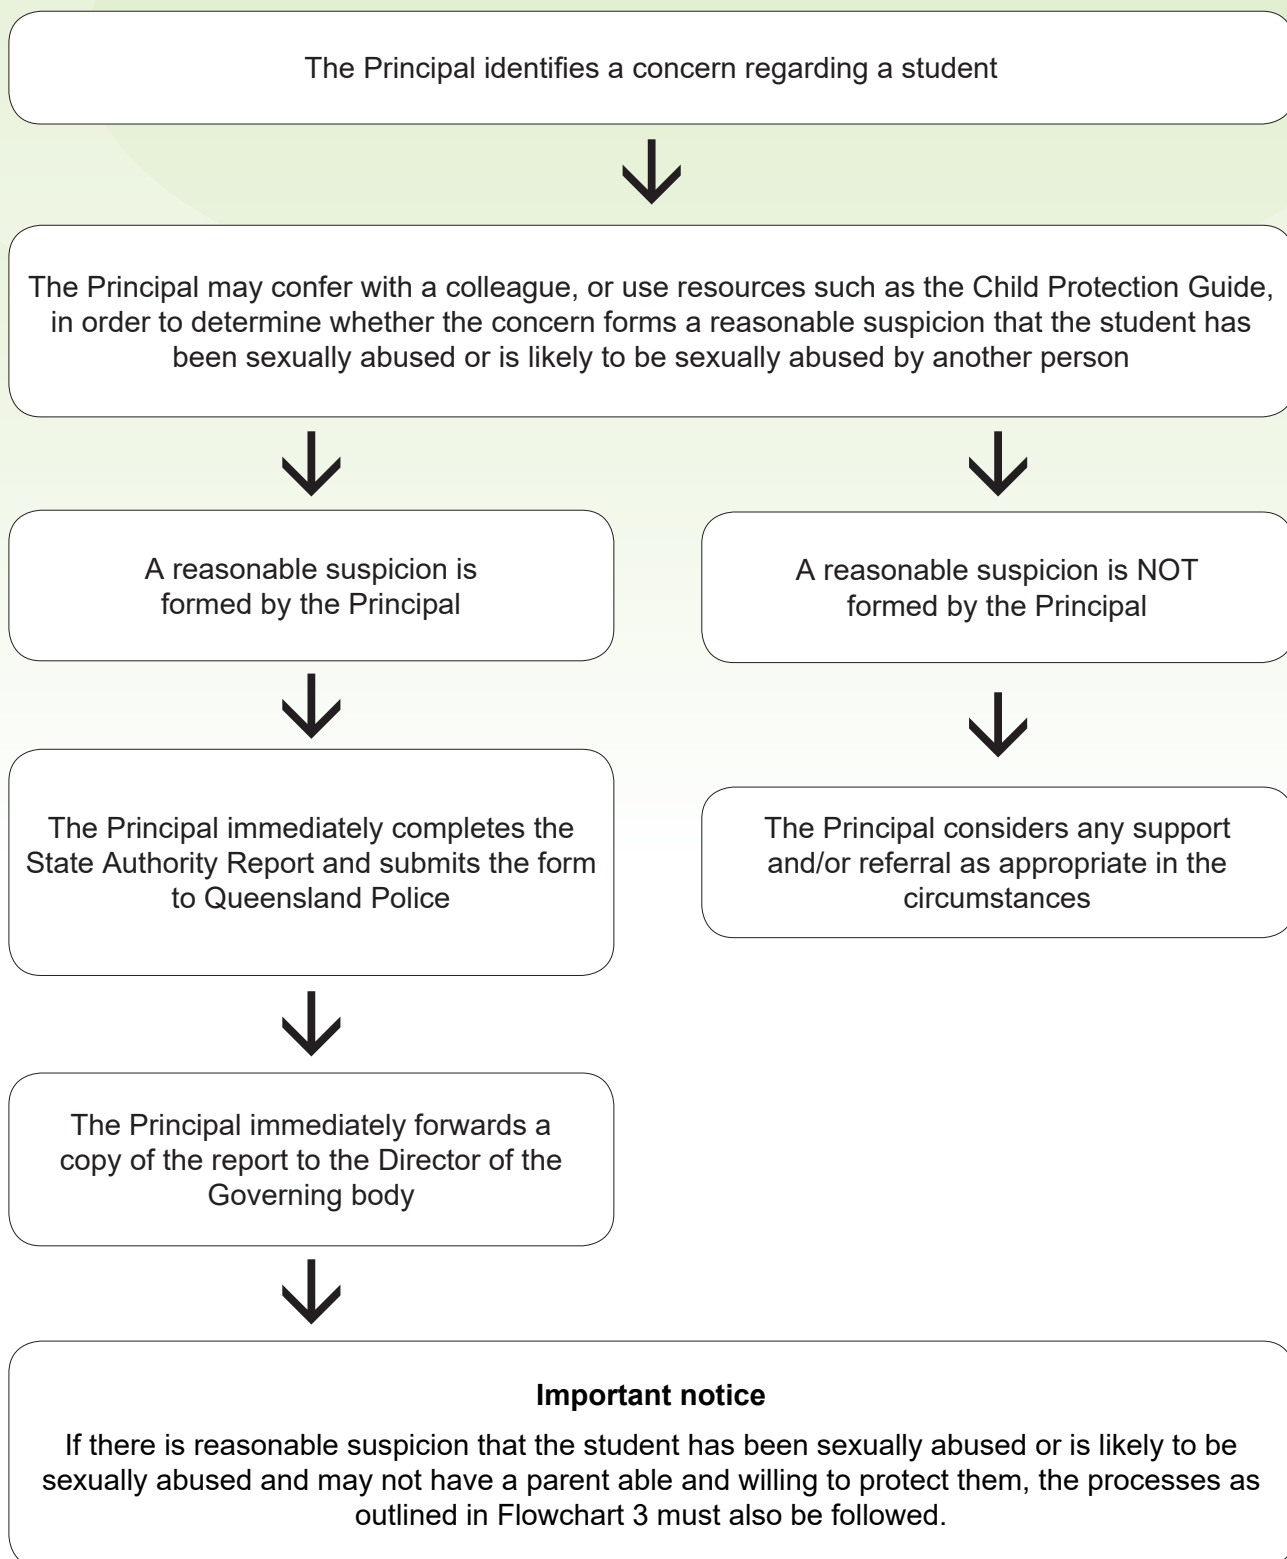 The Principal identifies a concern regarding a student
The Principal may confer with a colleague, or use resources such as the Child Protection Guide,
in order to determine whether the concern forms a reasonable suspicion that the student has
been sexually abused or is likely to be sexually abused by another person
A reasonable suspicion is
formed by the Principal
A reasonable suspicion is NOT
formed by the Principal
The Principal immediately completes the
State Authority Report and submits the form
to Queensland Police
The Principal considers any support
and/or referral as appropriate in the
circumstances
The Principal immediately forwards a
copy of the report to the Director of the
Governing body
Important notice
If there is reasonable suspicion that the student has been sexually abused or is likely to be
sexually abused and may not have a parent able and willing to protect them, the processes as
outlined in Flowchart 3 must also be followed.